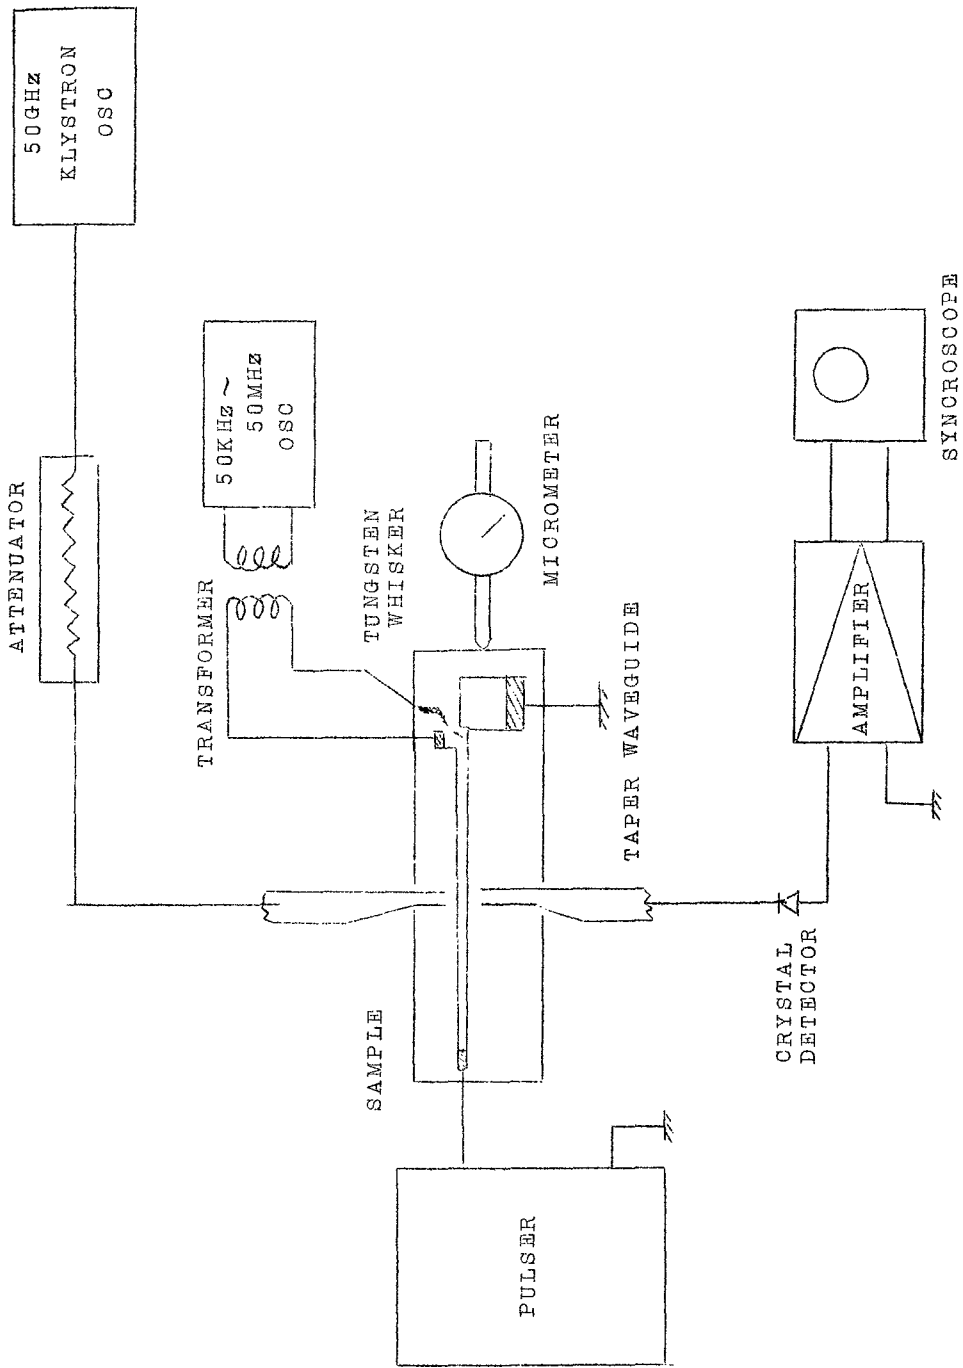 50GHz
KLYSTRON
OSC
ATTENUATOR
50KHz ~
50MHz
OSC
TRANSFORMER
TUNGSTEN
WHISKER
MICROMETER
TAPER WAVEGUIDE
SAMPLE
PULSER
CRYSTAL
DETECTOR
AMPLIFIER
SYNCROSCOPE